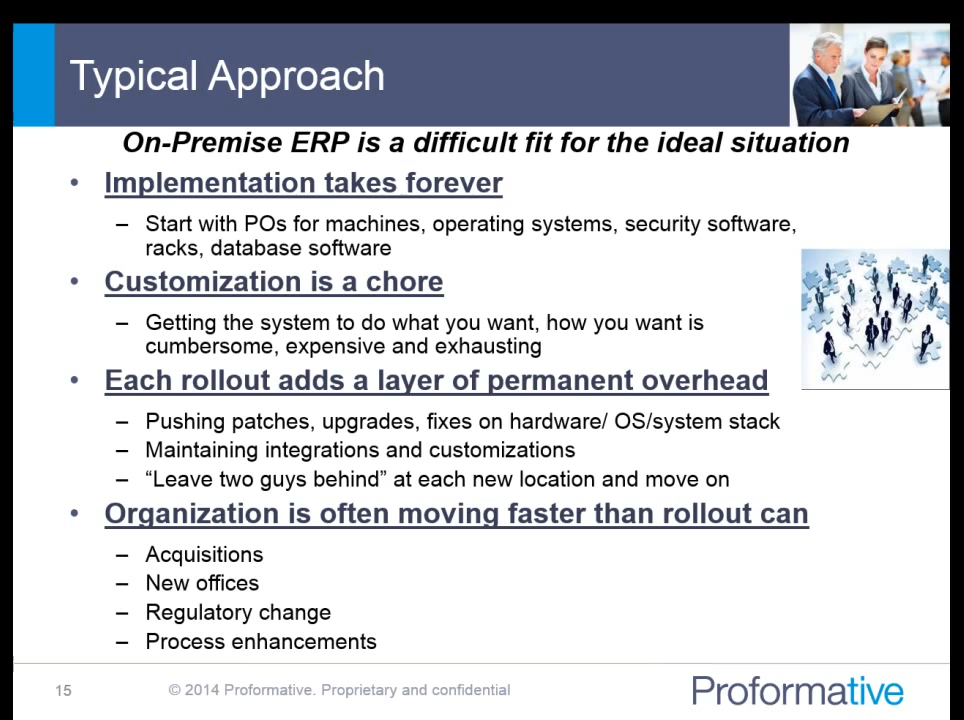 Typical Approach
On-Premise ERP is a difficult fit for the ideal situation
• Implementation takes forever
– Start with POs for machines, operating systems, security software,
racks, database software
• Customization is a chore
– Getting the system to do what you want, how you want is
cumbersome, expensive and exhausting
• Each rollout adds a layer of permanent overhead
– Pushing patches, upgrades, fixes on hardware/ OS/system stack
– Maintaining integrations and customizations
– “Leave two guys behind” at each new location and move on
• Organization is often moving faster than rollout can
– Acquisitions
– New offices
– Regulatory change
– Process enhancements
15
© 2014 Proformative. Proprietary and confidential
Proformative